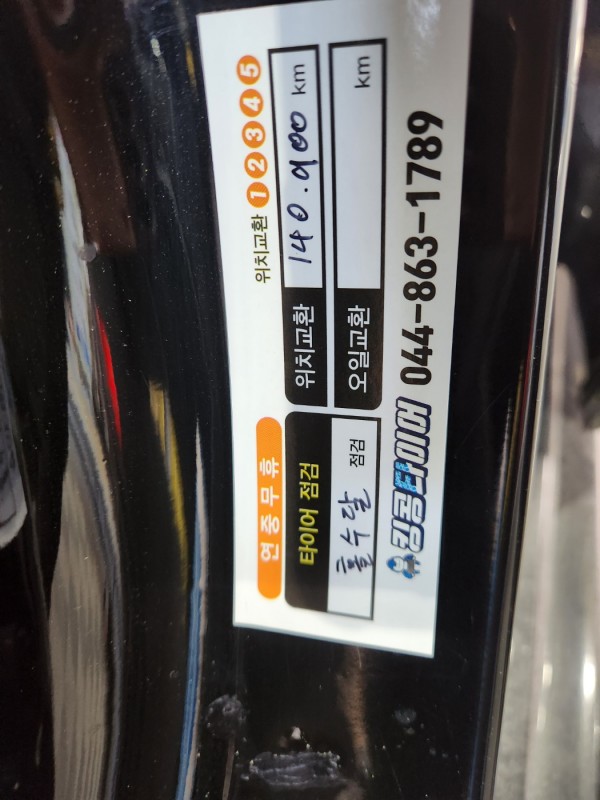 연중무휴
위치교환 1 2 3 4 5
타이어 점검
홀수달 점검
위치교환 140.900 km
오일교환 km
킹콩타이어 044-863-1789